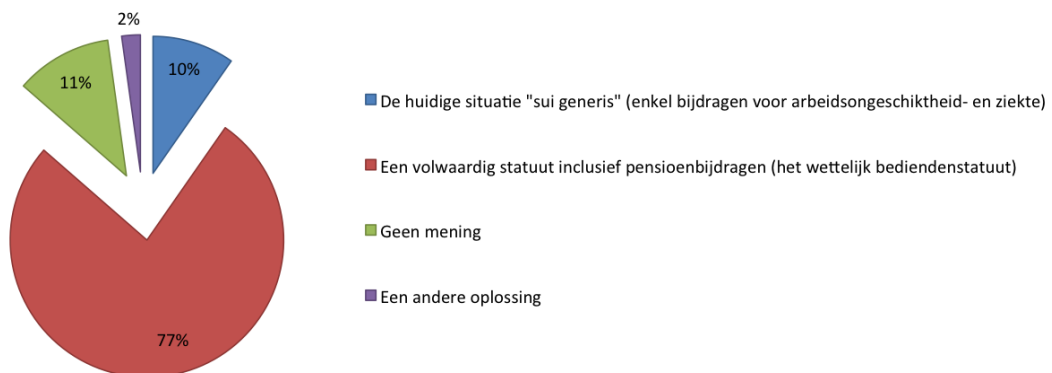 2%
10%
11%
77%
De huidige situatie "sui generis" (enkel bijdragen voor arbeidsongeschiktheid- en ziekte)
Een volwaardig statuut inclusief pensioenbijdragen (het wettelijk bediendenstatuut)
Geen mening
Een andere oplossing